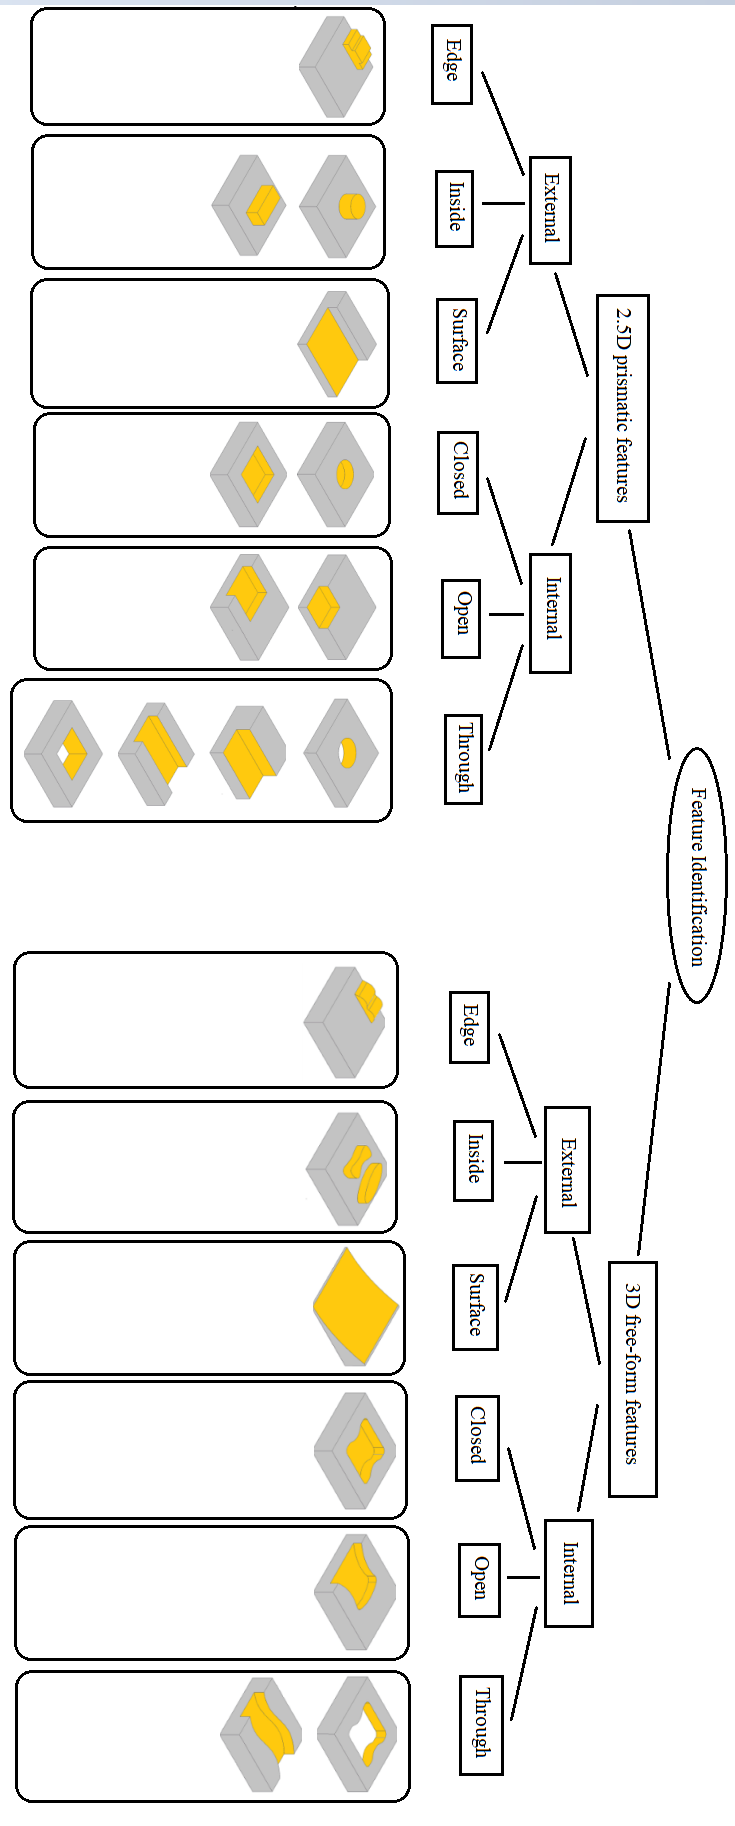 Feature Identification
2.5D prismatic features
3D free-form features
External
Internal
External
Internal
Edge
Inside
Surface
Closed
Open
Through
Edge
Inside
Surface
Closed
Open
Through